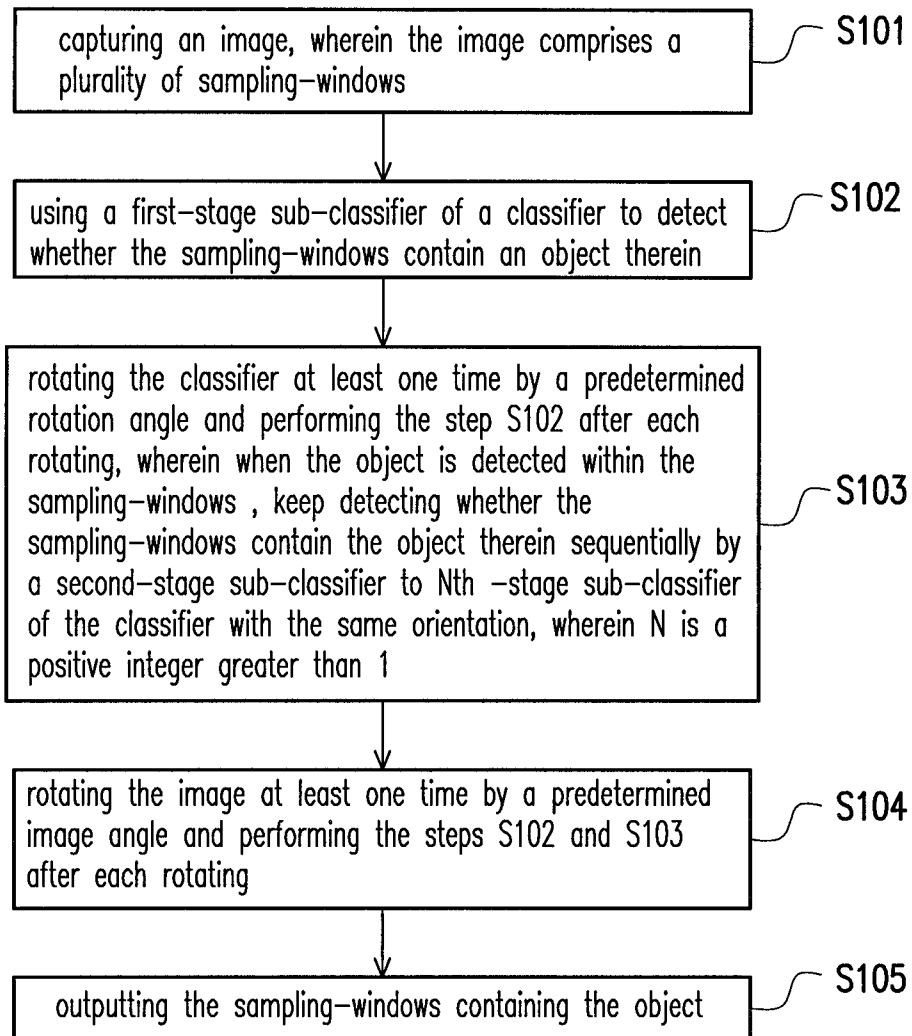 capturing an image, wherein the image comprises a
plurality of sampling-windows
S101
using a first-stage sub-classifier of a classifier to detect
whether the sampling-windows contain an object therein
S102
rotating the classifier at least one time by a predetermined
rotation angle and performing the step S102 after each
rotating, wherein when the object is detected within the
sampling-windows , keep detecting whether the
sampling-windows contain the object therein sequentially by
a second-stage sub-classifier to Nth -stage sub-classifier
of the classifier with the same orientation, wherein N is a
positive integer greater than 1
S103
rotating the image at least one time by a predetermined
image angle and performing the steps S102 and S103
after each rotating
S104
outputting the sampling-windows containing the object
S105